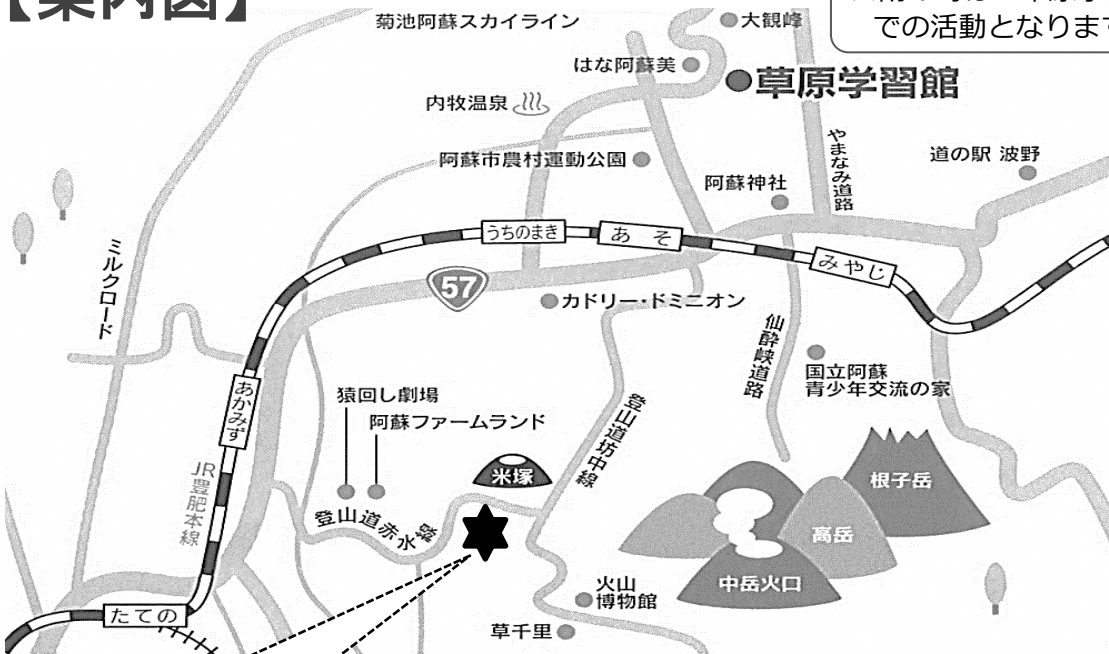 【案内図】
での活動となります
菊池阿蘇スカイライン
大観峰
はな阿蘇美
草原学習館
内牧温泉
やまなみ道路
阿蘇市農村運動公園
道の駅 波野
阿蘇神社
ミルクロード
うちのまき
あそ
みやじ
57
カドリー・ドミニオン
仙酔峡道路
国立阿蘇
青少年交流の家
あかみず
猿回し劇場
阿蘇ファームランド
登山道坊中線
米塚
根子岳
JR豊肥本線
登山道赤水線
高岳
中岳火口
火山
博物館
たての
草千里